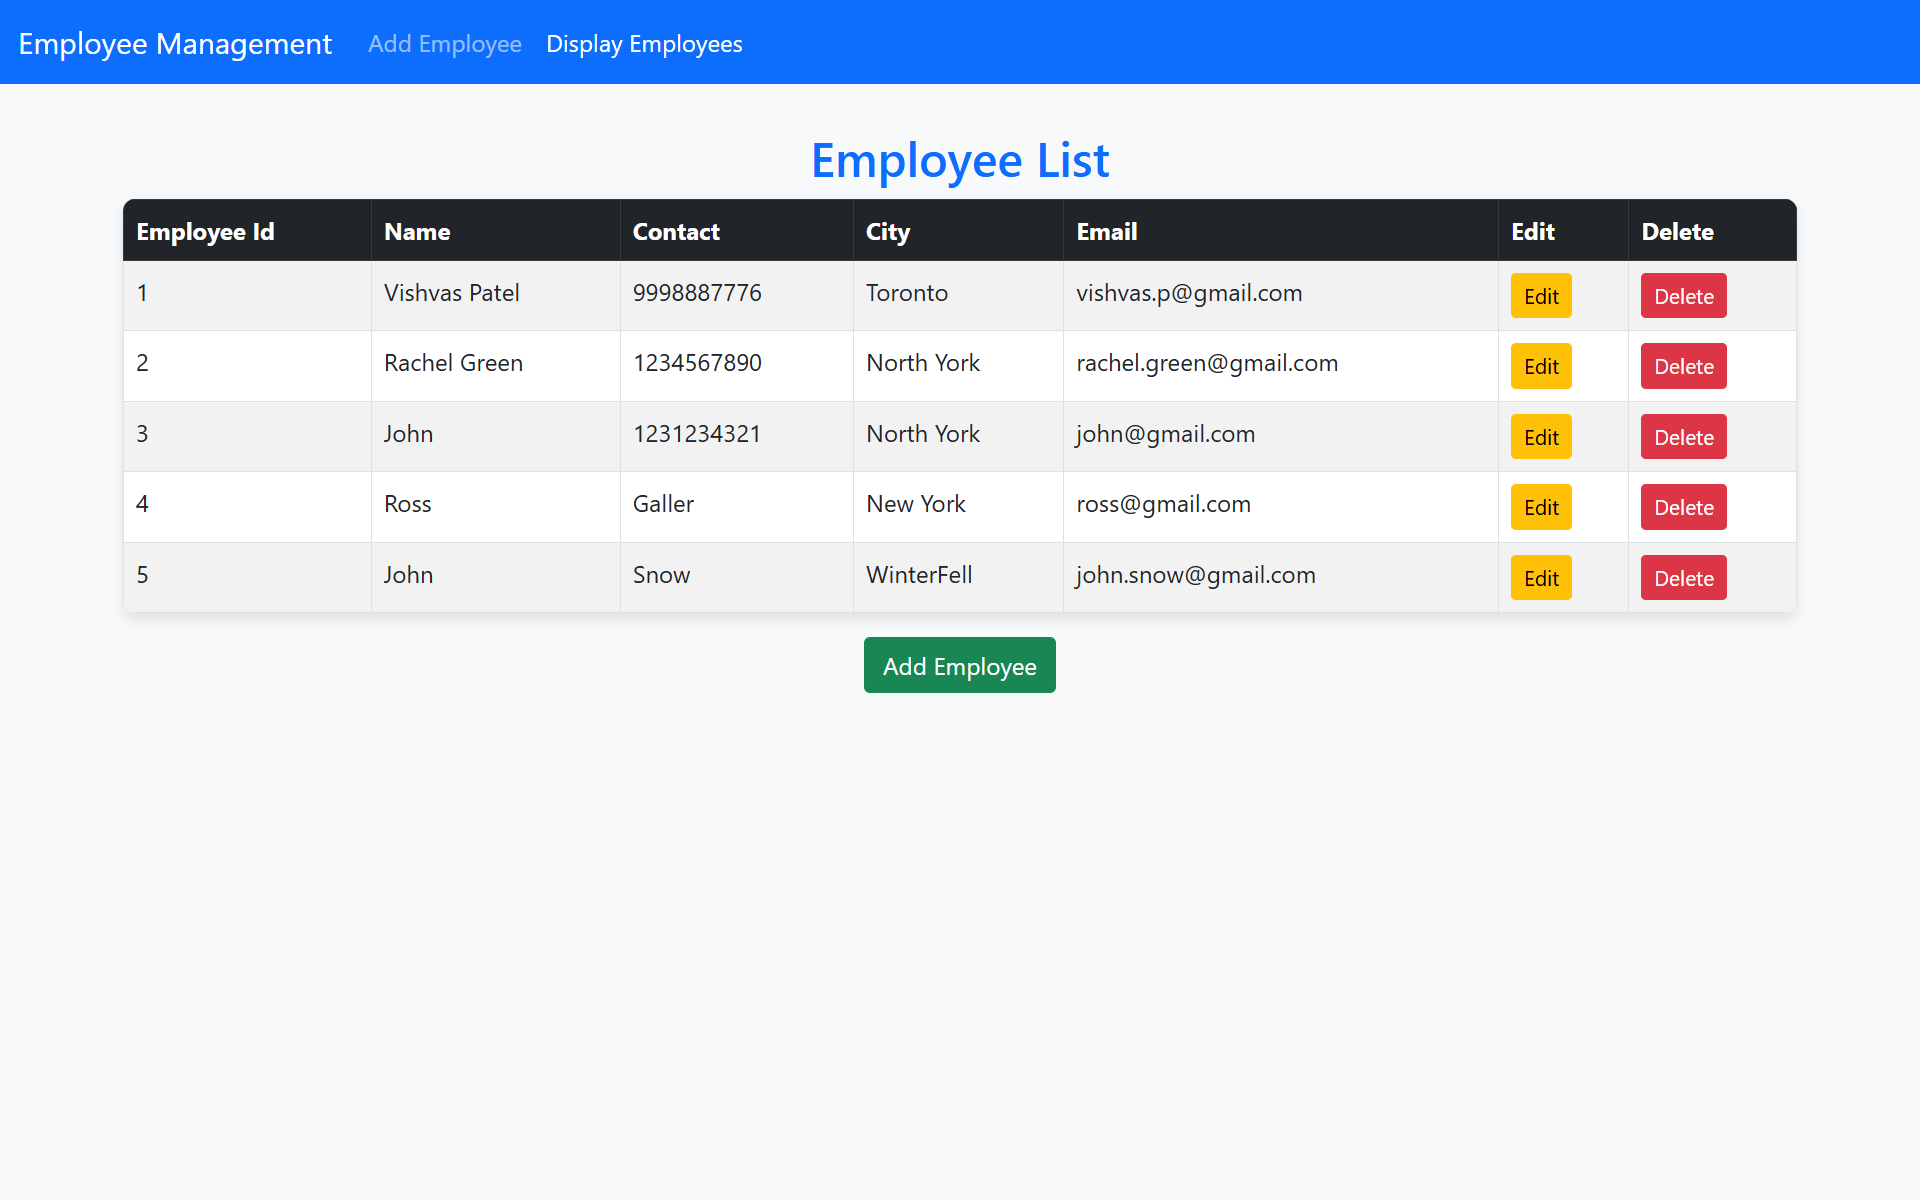 Employee Management Add Employee Display Employees
Employee List
Employee Id Name Contact City Email Edit Delete
1 Vishvas Patel 9998887776 Toronto vishvas.p@gmail.com Edit Delete
2 Rachel Green 1234567890 North York rachel.green@gmail.com Edit Delete
3 John 1231234321 North York john@gmail.com Edit Delete
4 Ross Galler New York ross@gmail.com Edit Delete
5 John Snow WinterFell john.snow@gmail.com Edit Delete
Add Employee